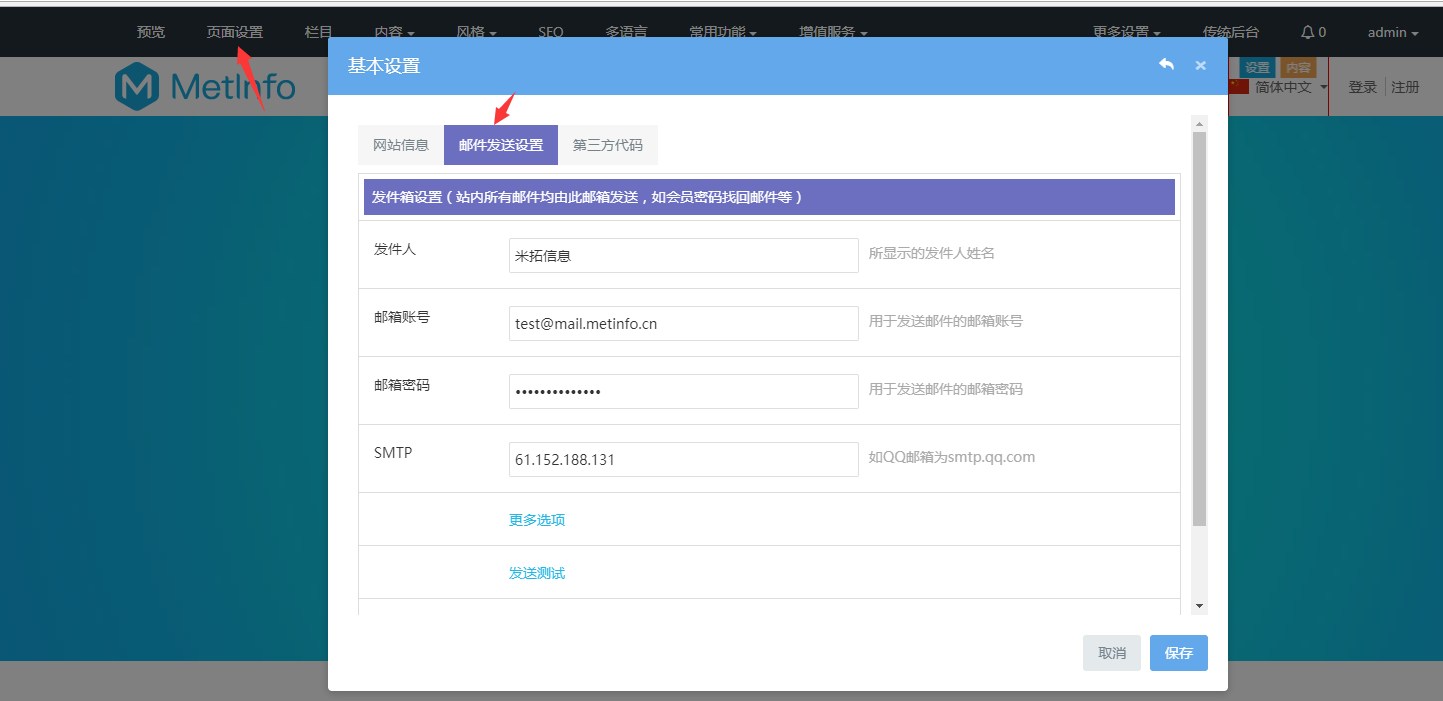 预览 页面设置 栏目 内容 风格 SEO 多语言 常用功能 增值服务 更多设置 传统后台 0 admin
MetInfo
设置 内容
简体中文 登录 注册
基本设置
网站信息 邮件发送设置 第三方代码
发件箱设置（站内所有邮件均由此邮箱发送，如会员密码找回邮件等）
发件人 米拓信息 所显示的发件人姓名
邮箱账号 test@mail.metinfo.cn 用于发送邮件的邮箱账号
邮箱密码 •••••••••••••• 用于发送邮件的邮箱密码
SMTP 61.152.188.131 如QQ邮箱为smtp.qq.com
更多选项
发送测试
取消 保存